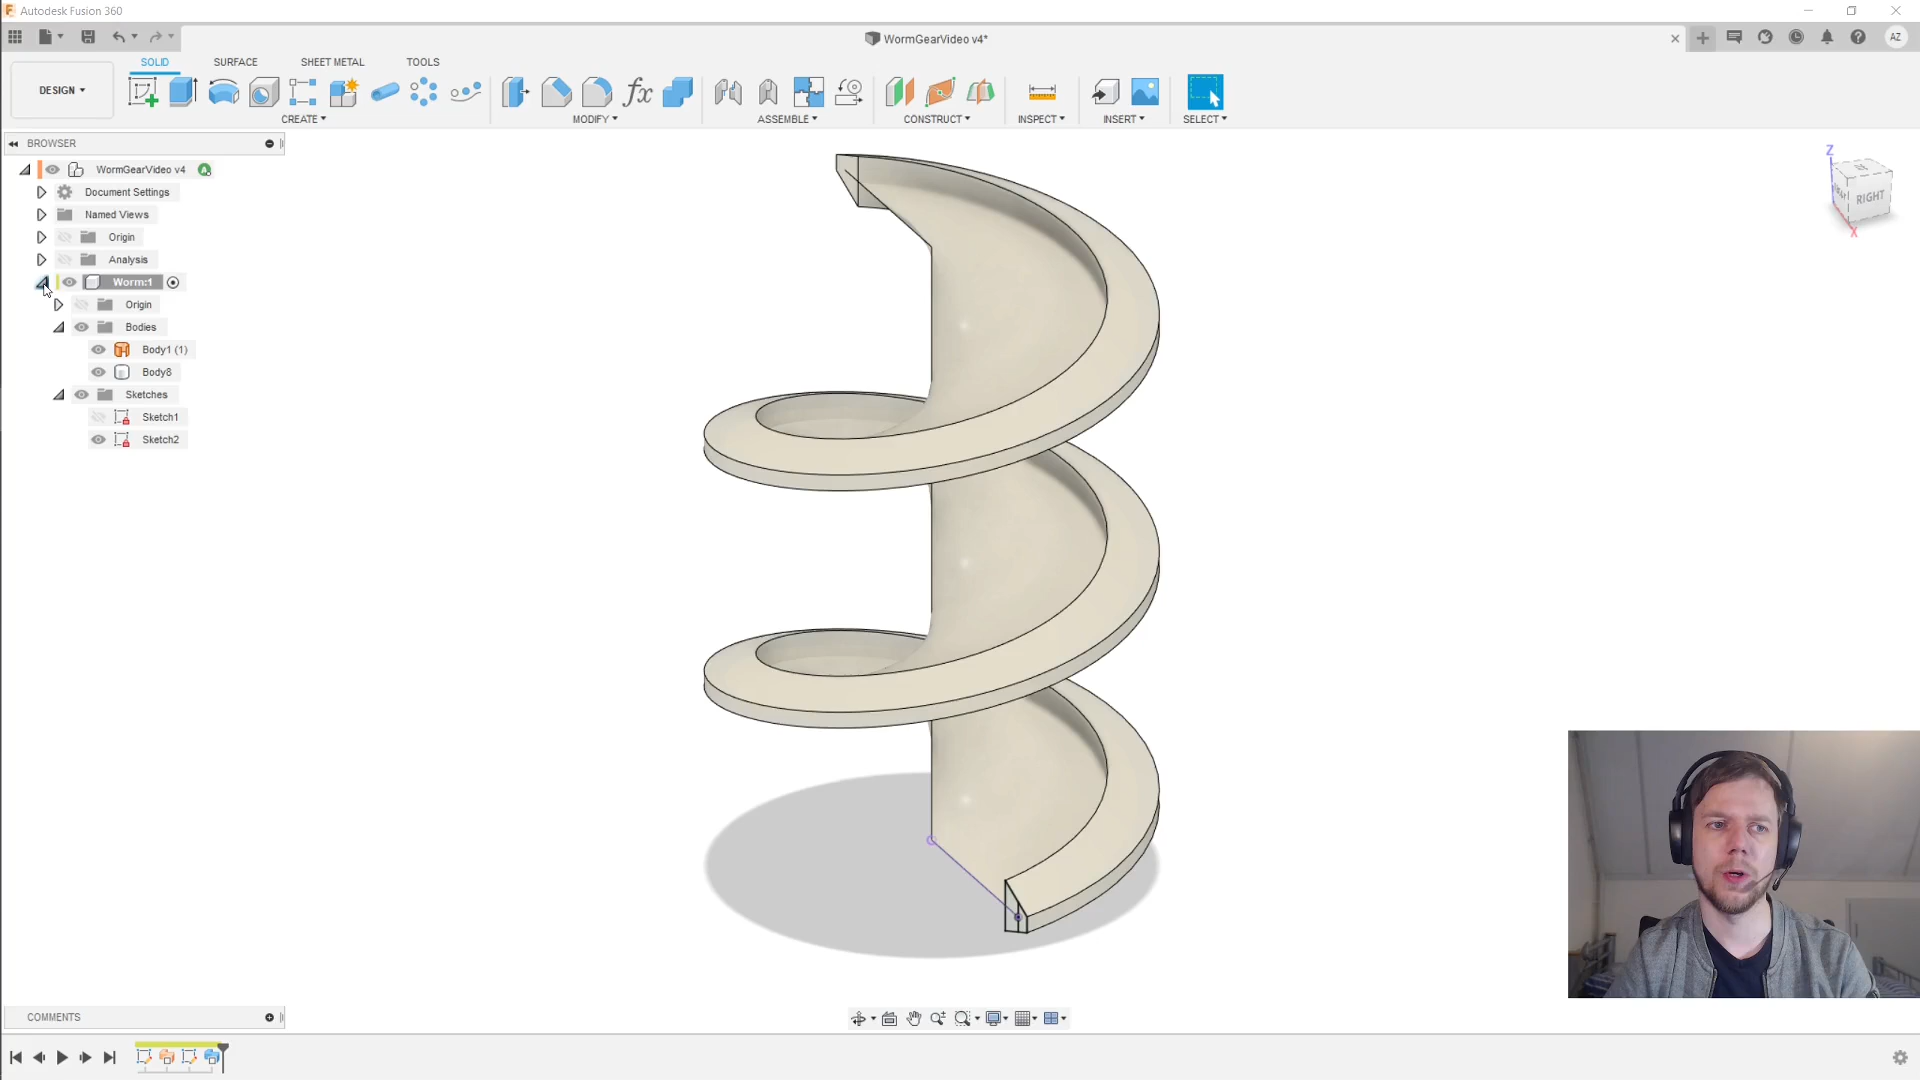 Autodesk Fusion 360
WormGearVideo v4*
AZ
DESIGN
SOLID
SURFACE
SHEET METAL
TOOLS
CREATE
MODIFY
ASSEMBLE
CONSTRUCT
INSPECT
INSERT
SELECT
BROWSER
WormGearVideo v4
Document Settings
Named Views
Origin
Analysis
Worm:1
Origin
Bodies
Body1 (1)
Body8
Sketches
Sketch1
Sketch2
Z
RIGHT
X
COMMENTS